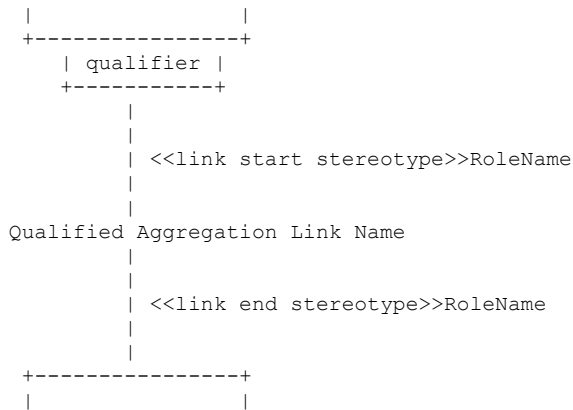 qualifier
<<link start stereotype>>RoleName
Qualified Aggregation Link Name
<<link end stereotype>>RoleName